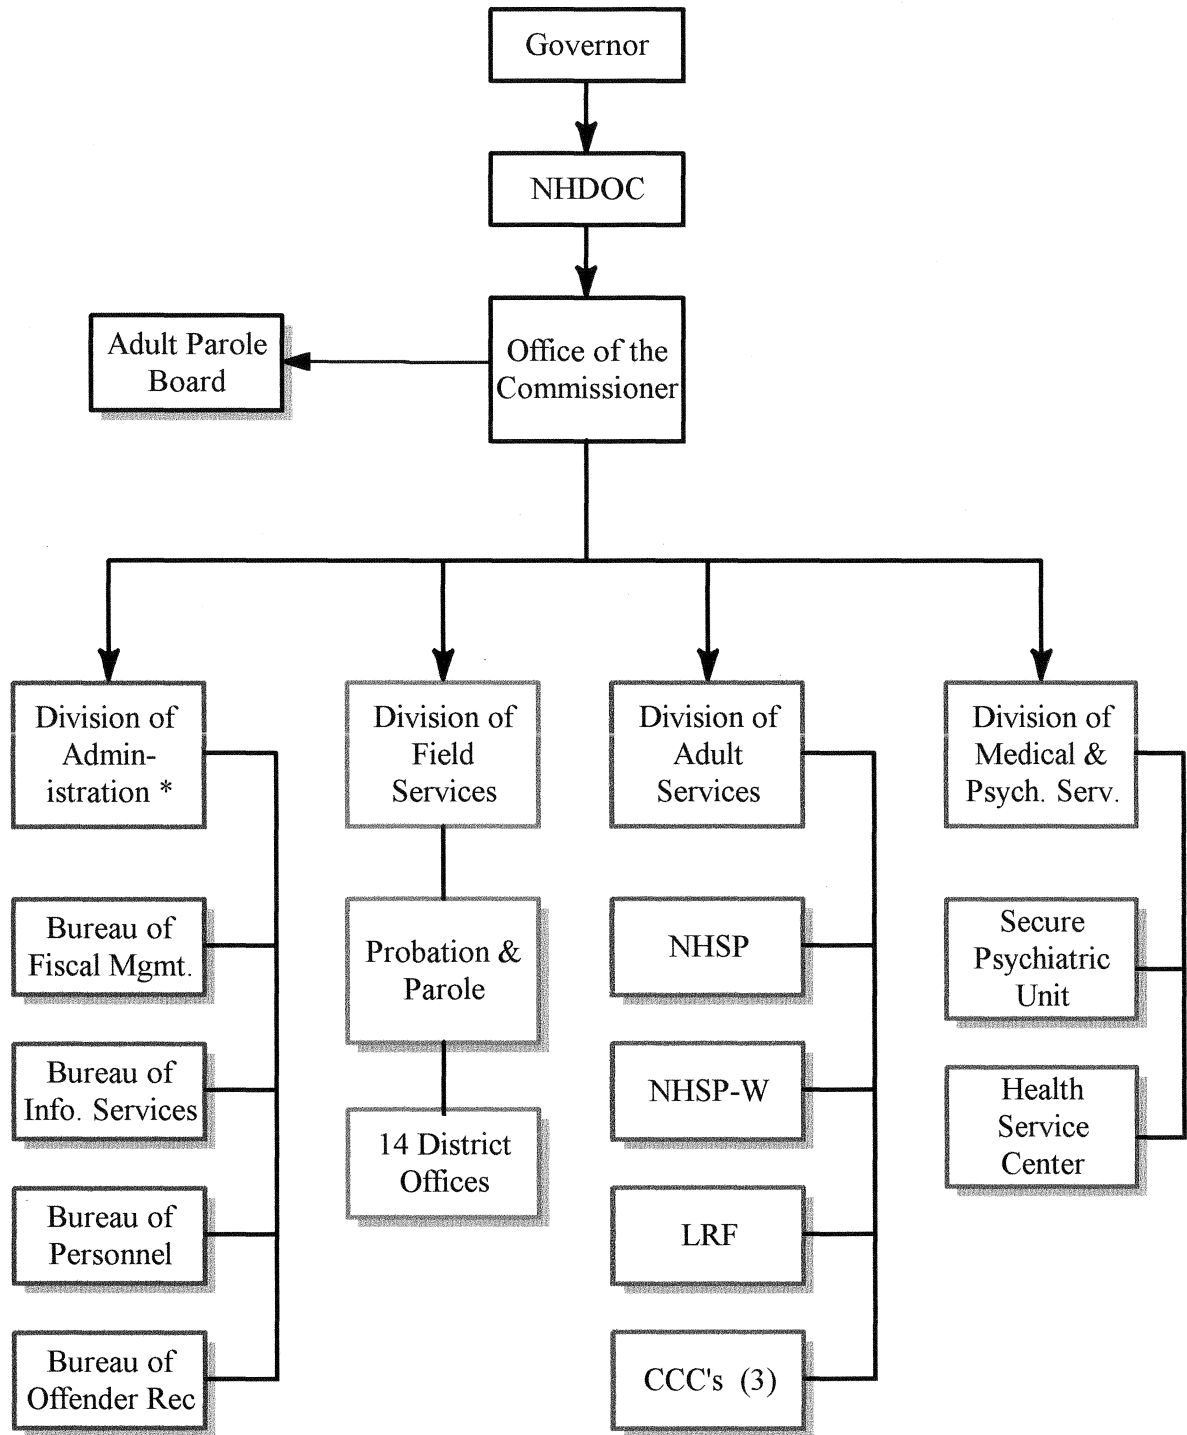 Governor
NHDOC
Adult Parole
Board
Office of the
Commissioner
Division of
Admin-
istration *
Division of
Field
Services
Division of
Adult
Services
Division of
Medical &
Psych. Serv.
Bureau of
Fiscal Mgmt.
Bureau of
Info. Services
Bureau of
Personnel
Bureau of
Offender Rec
Probation &
Parole
14 District
Offices
NHSP
NHSP-W
LRF
CCC's (3)
Secure
Psychiatric
Unit
Health
Service
Center